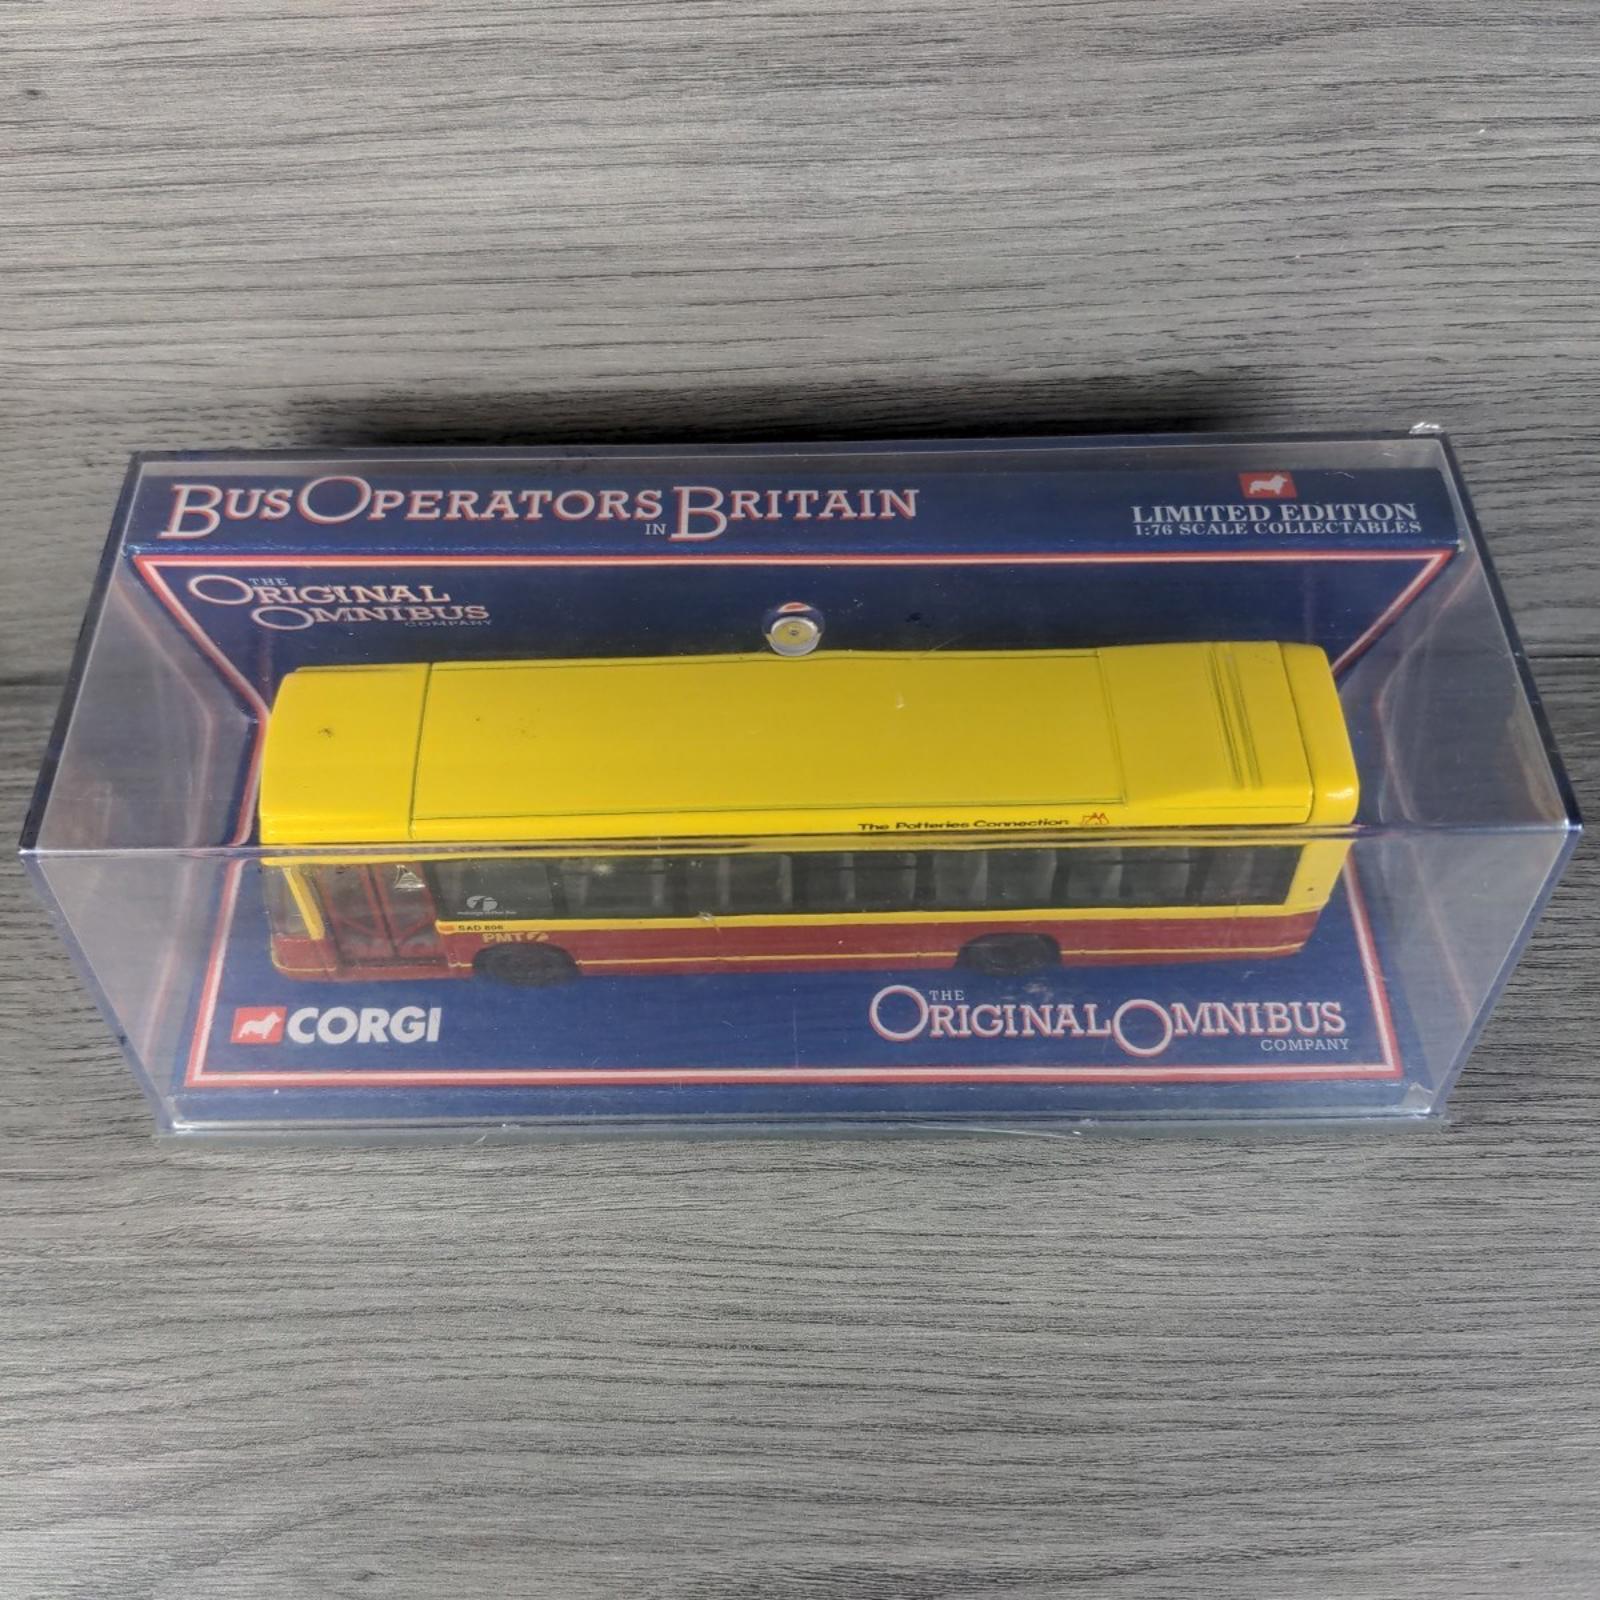 BUS OPERATORS IN BRITAIN
LIMITED EDITION
1:76 SCALE COLLECTABLES
THE ORIGINAL OMNIBUS COMPANY
The Potteries Connection
SAD 806
PMT
CORGI
THE ORIGINAL OMNIBUS COMPANY